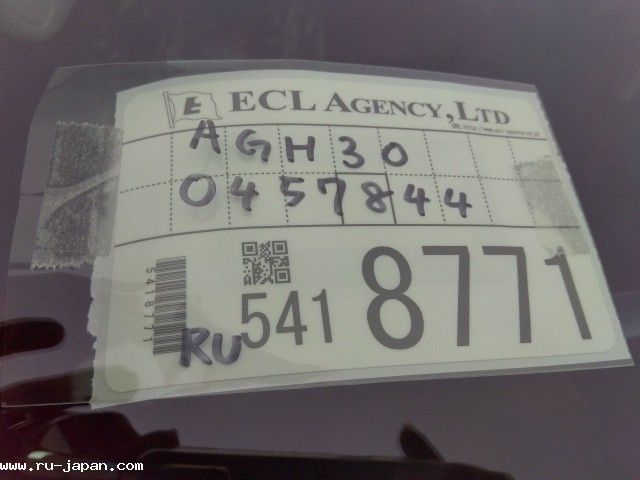 E ECL AGENCY, LTD
AGH30
0457844
5418771
RU
541 8771
www.ru-japan.com